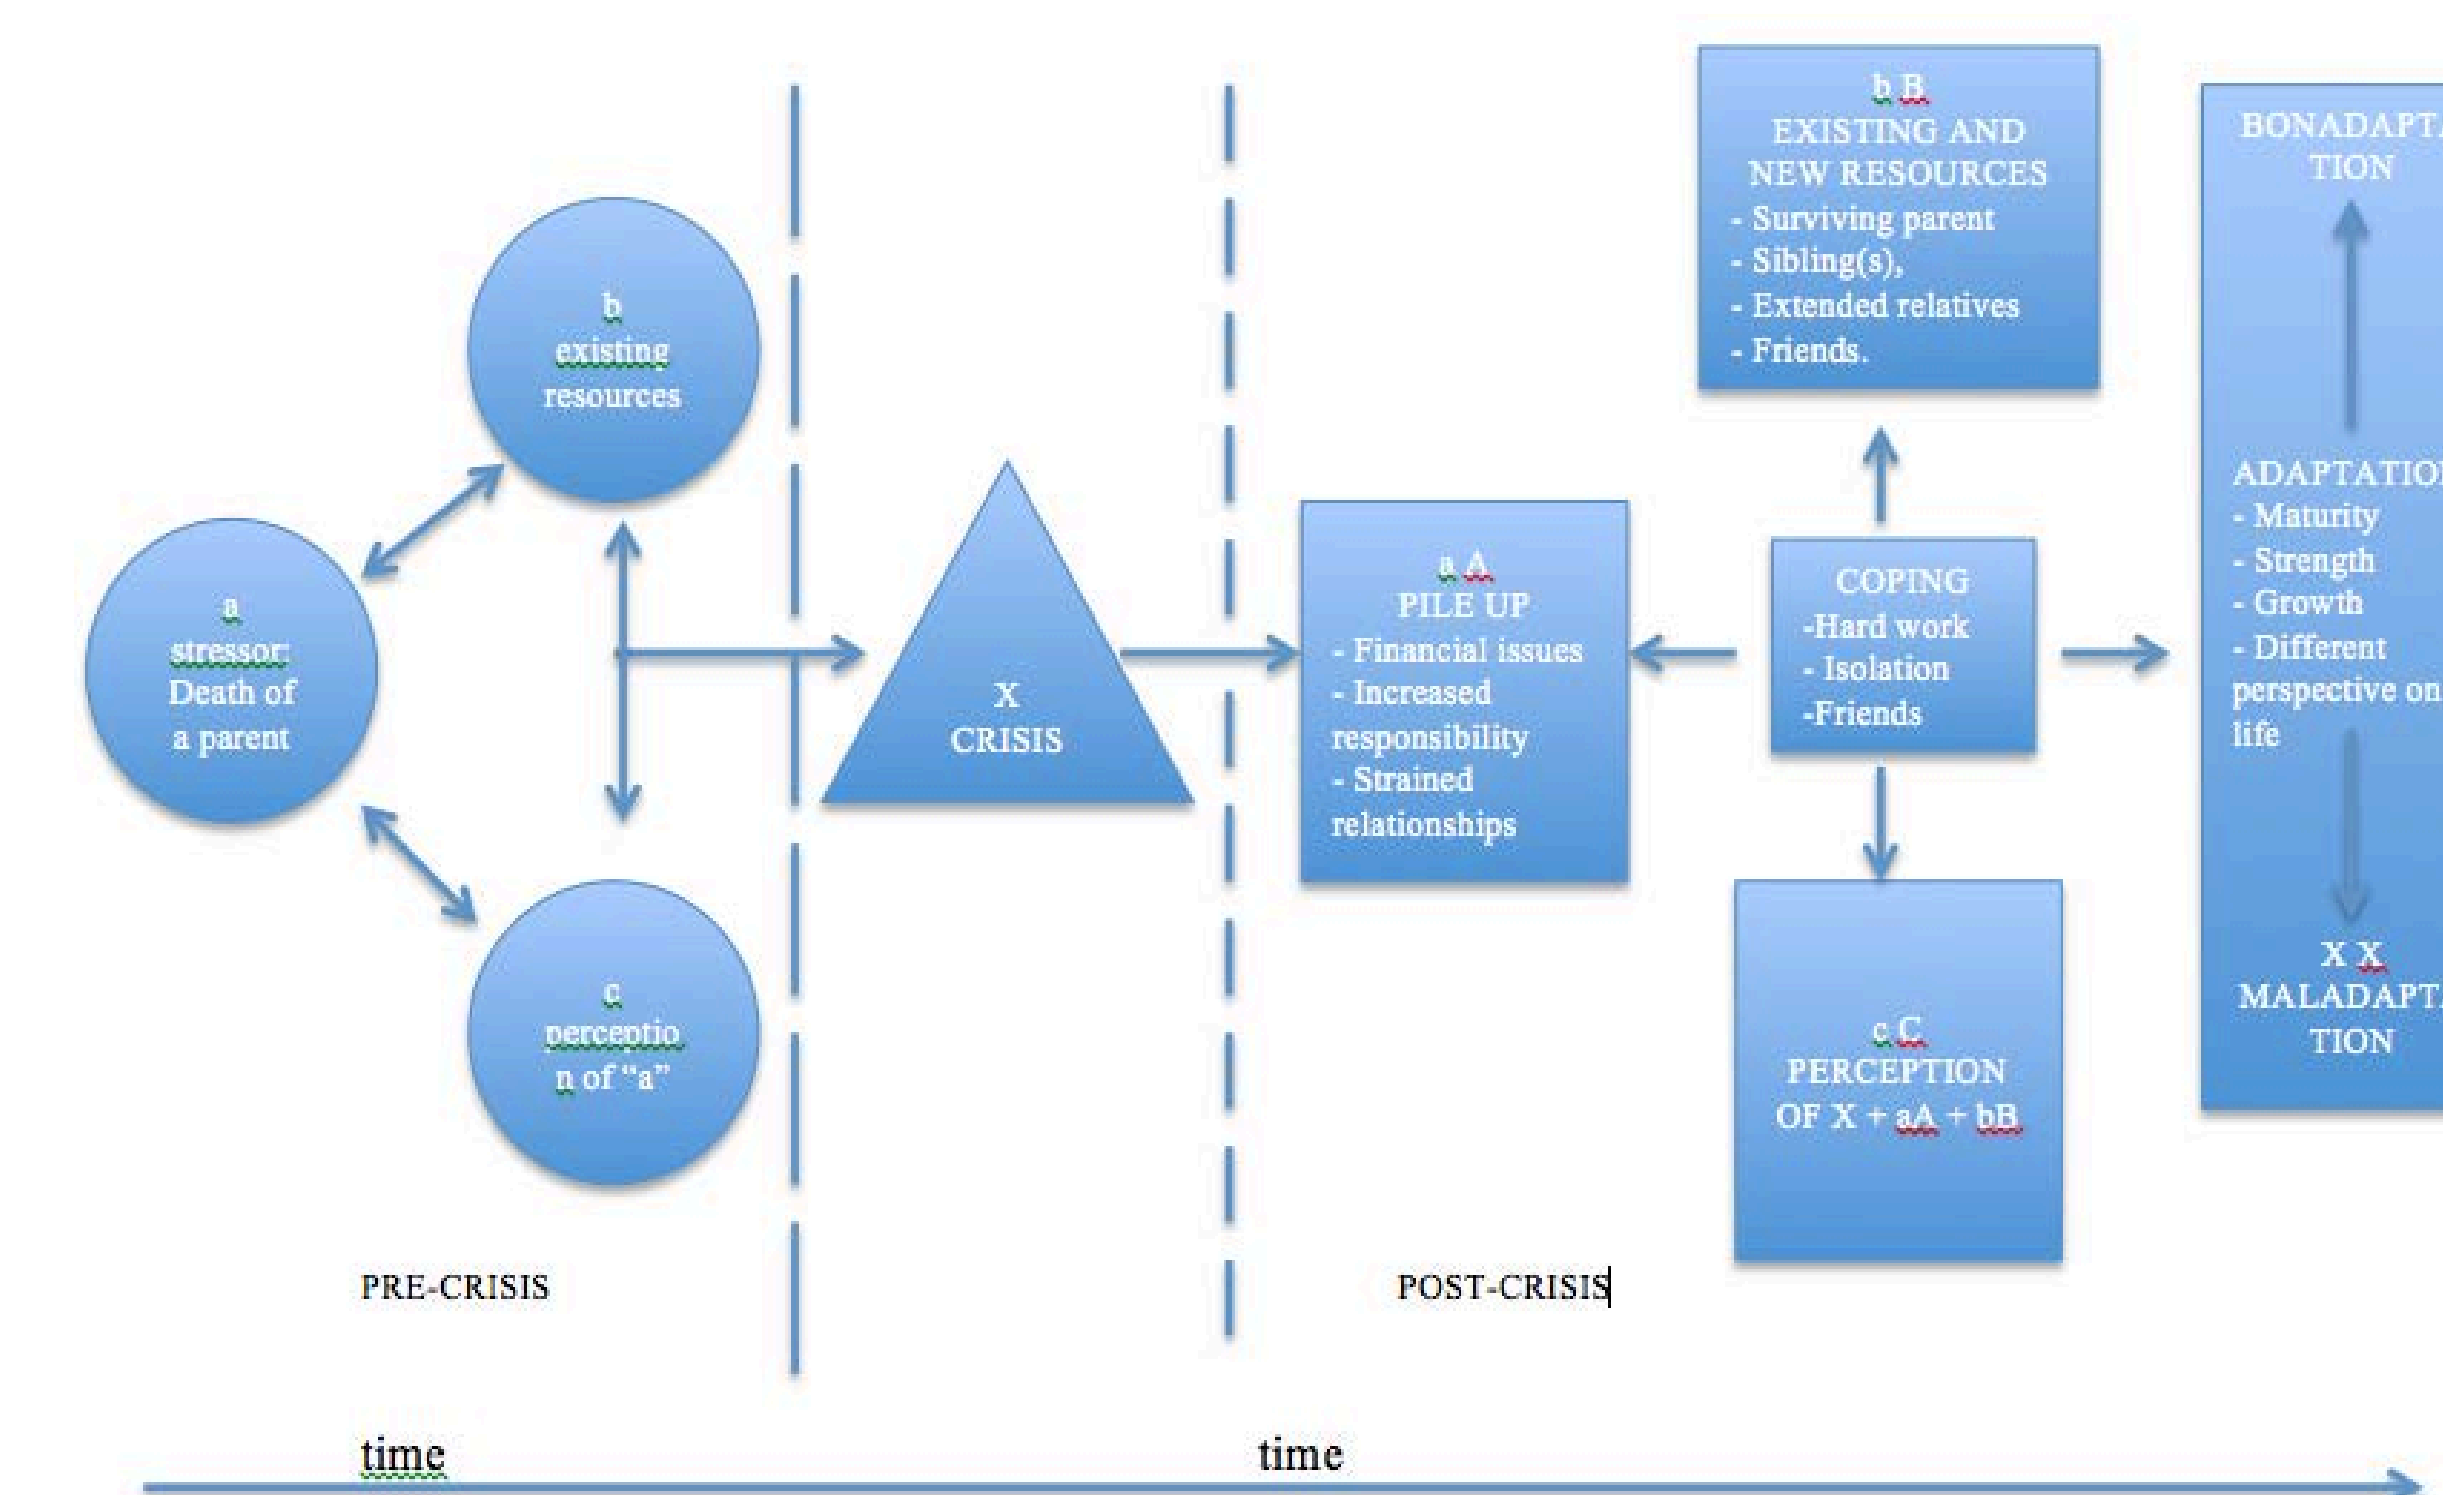 b
existing
resources
a
stressor:
Death of
a parent
c
perceptio
n of “a”
PRE-CRISIS
X
CRISIS
a A
PILE UP
- Financial issues
- Increased
responsibility
- Strained
relationships
b B
EXISTING AND
NEW RESOURCES
- Surviving parent
- Sibling(s),
- Extended relatives
- Friends.
COPING
-Hard work
- Isolation
-Friends
c C
PERCEPTION
OF X + aA + bB
POST-CRISIS
BONADAPTA
TION
ADAPTATION
- Maturity
- Strength
- Growth
- Different
perspective on
life
X X
MALADAPTA
TION
time
time